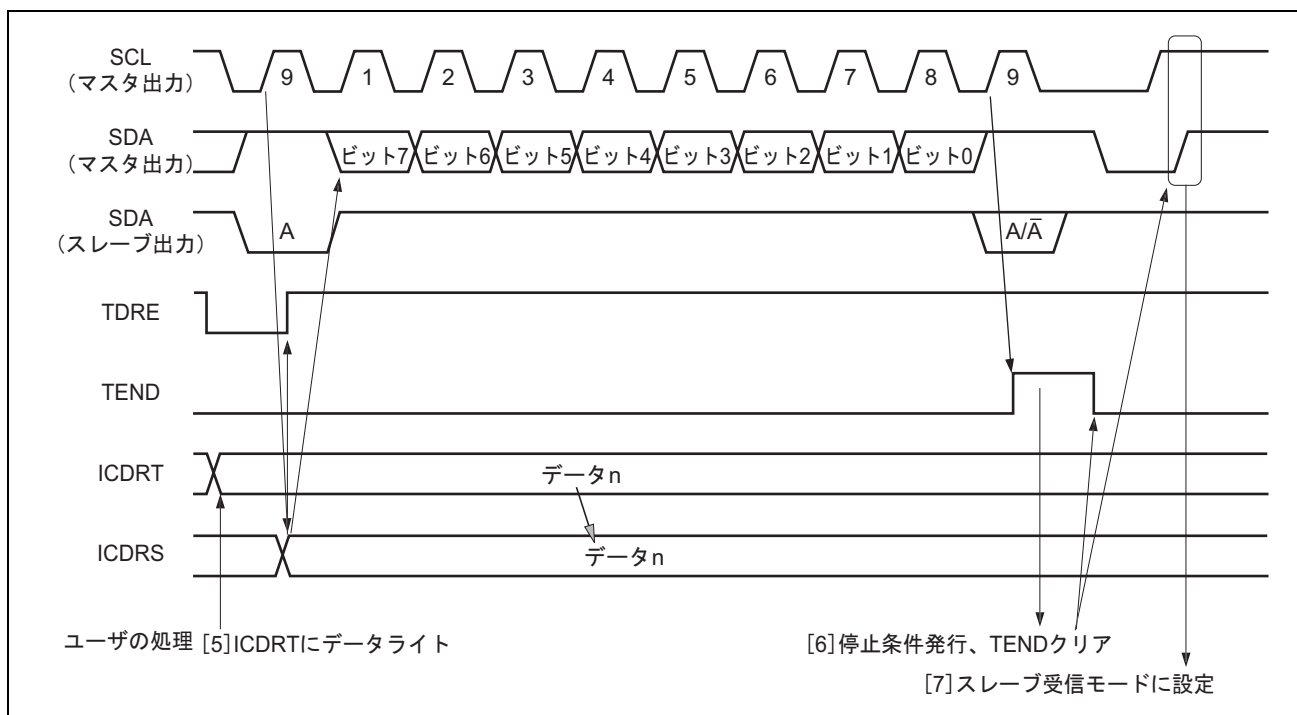 SCL
（マスタ出力）
9 1 2 3 4 5 6 7 8 9
SDA
（マスタ出力）
ビット7 ビット6 ビット5 ビット4 ビット3 ビット2 ビット1 ビット0
SDA
（スレーブ出力）
A A/A̅
TDRE
TEND
ICDRT
データn
ICDRS
データn
ユーザの処理 [5]ICDRTにデータライト
[6]停止条件発行、TENDクリア
[7]スレーブ受信モードに設定